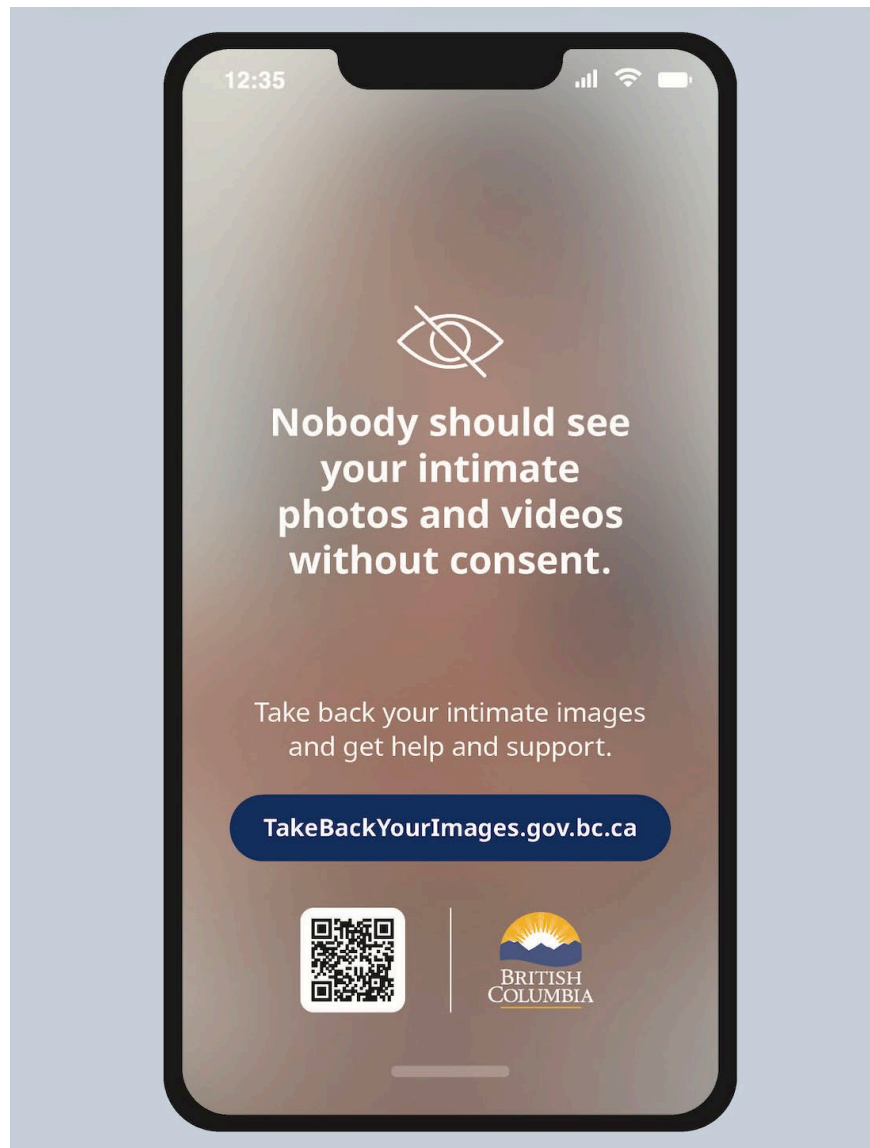 12:35
Nobody should see
your intimate
photos and videos
without consent.
Take back your intimate images
and get help and support.
TakeBackYourImages.gov.bc.ca
BRITISH
COLUMBIA